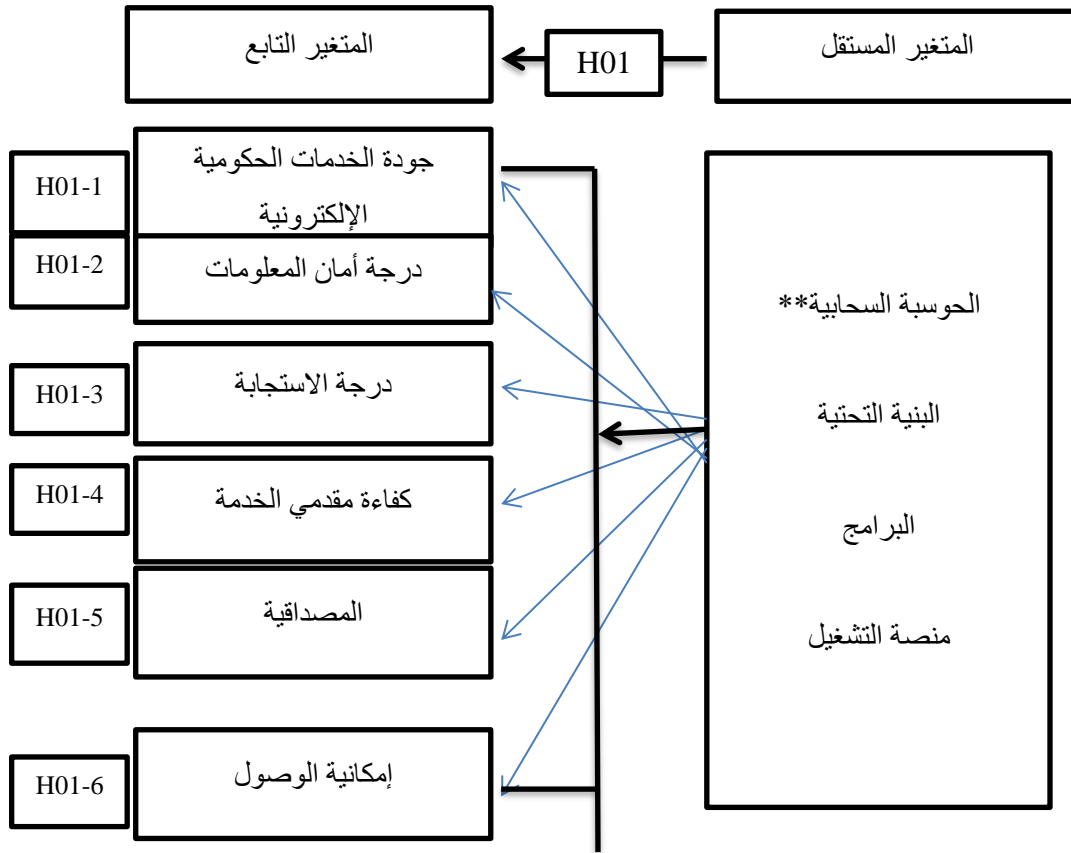 المتغير المستقل
H01
المتغير التابع
الحوسبة السحابية**
البنية التحتية
البرامج
منصة التشغيل
جودة الخدمات الحكومية
الإلكترونية
H01-1
درجة أمان المعلومات
H01-2
درجة الاستجابة
H01-3
كفاءة مقدمي الخدمة
H01-4
المصداقية
H01-5
إمكانية الوصول
H01-6